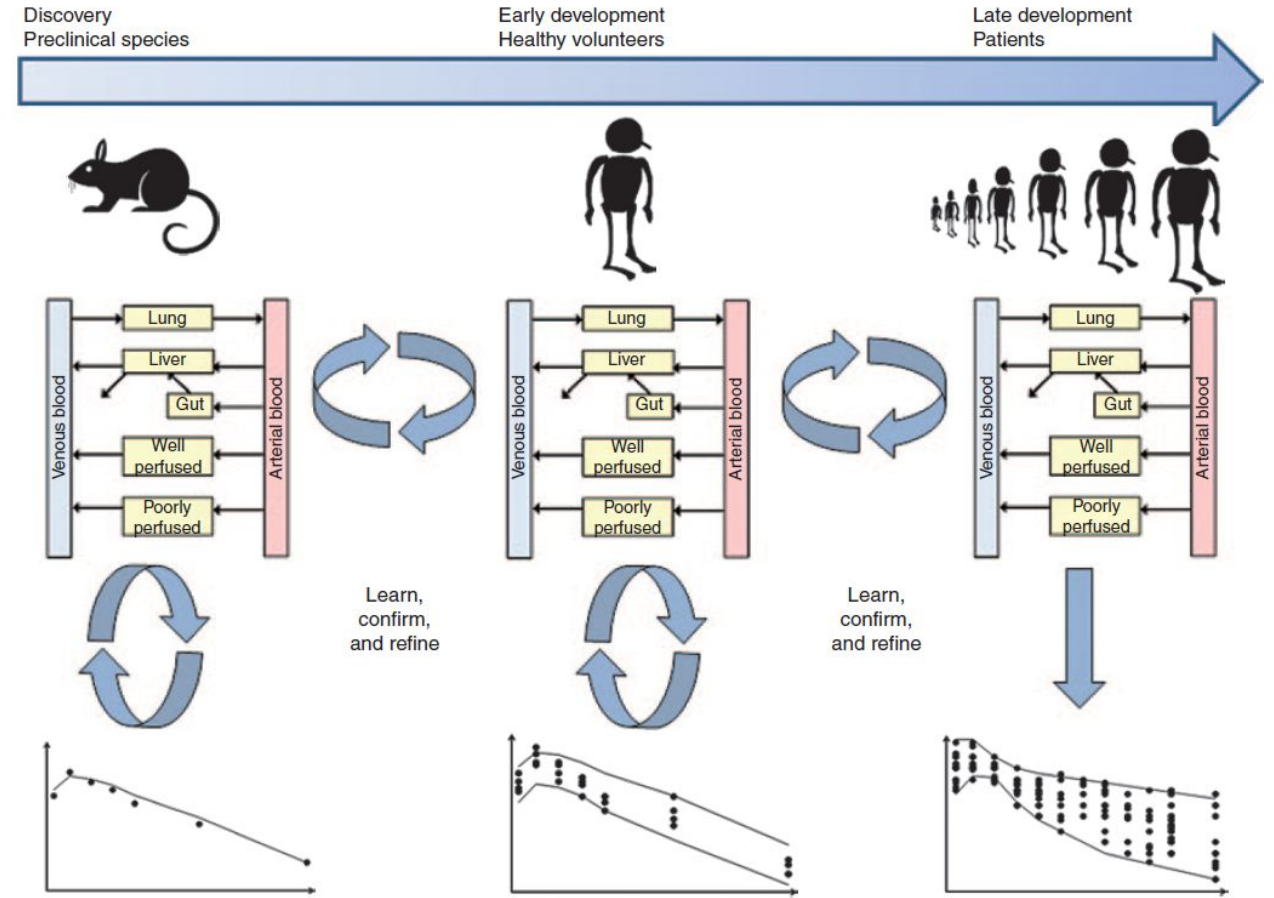 Discovery
Preclinical species
Early development
Healthy volunteers
Late development
Patients
Venous blood
Lung
Liver
Gut
Well
perfused
Poorly
perfused
Arterial blood
Venous blood
Lung
Liver
Gut
Well
perfused
Poorly
perfused
Arterial blood
Venous blood
Lung
Liver
Gut
Well
perfused
Poorly
perfused
Arterial blood
Learn,
confirm,
and refine
Learn,
confirm,
and refine